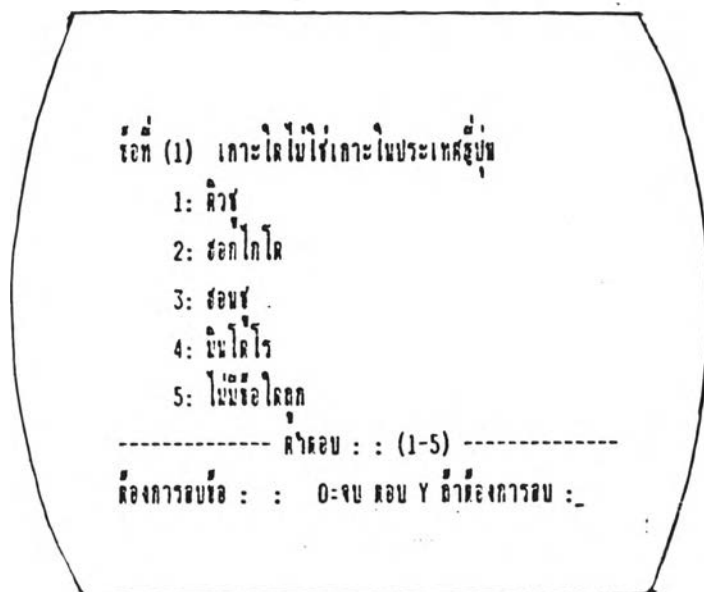 ข้อที่ (1) เกาะใดไม่ใช่เกาะในประเทศญี่ปุ่น
1: คิวชู
2: ฮอกไกโด
3: ฮอนชู
4: มินโดโร
5: ไม่มีข้อใดถูก
-------------- คำตอบ : : (1-5) --------------
ต้องการลบข้อ : : 0=จบ ตอบ Y ถ้าต้องการลบ :_